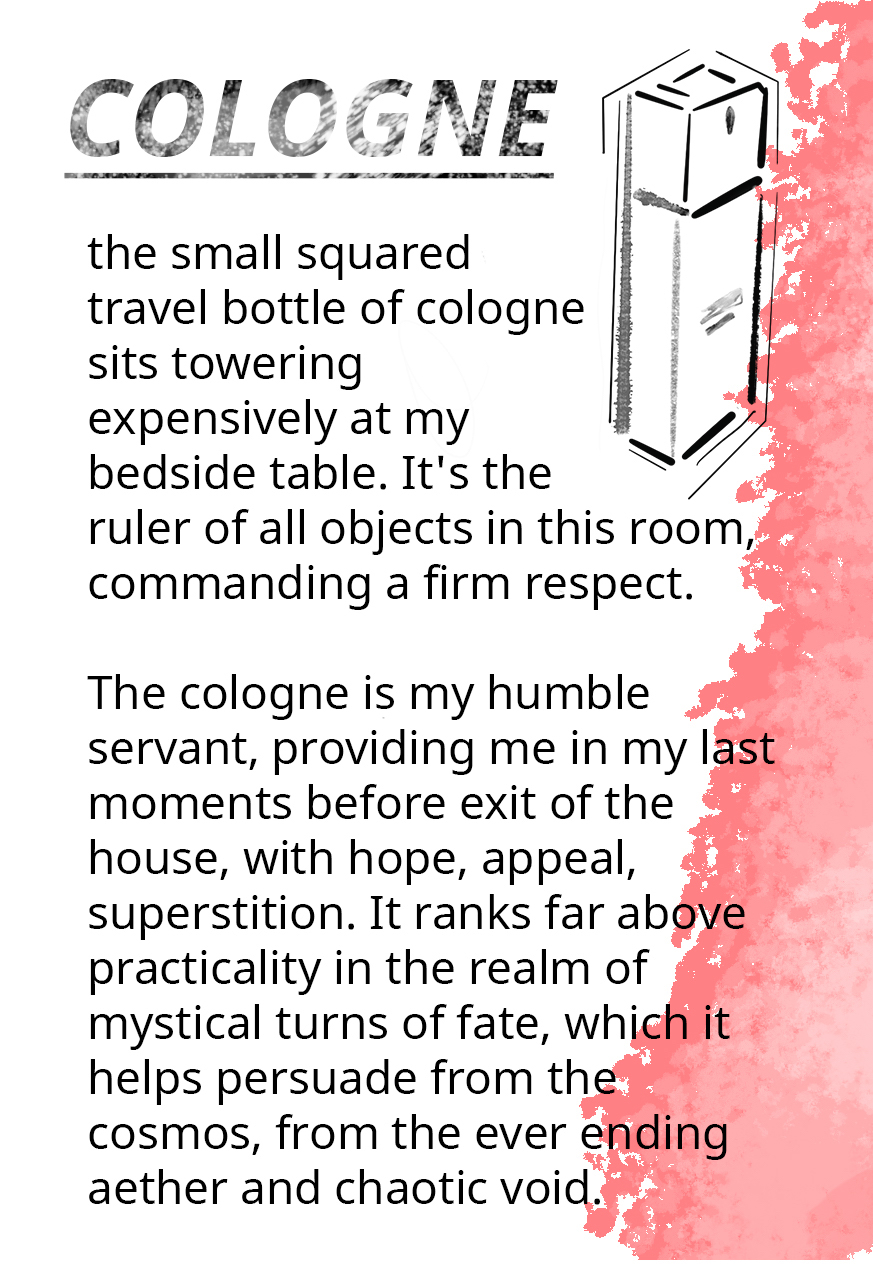 COLOGNE
the small squared
travel bottle of cologne
sits towering
expensively at my
bedside table. It's the
ruler of all objects in this room,
commanding a firm respect.
The cologne is my humble
servant, providing me in my last
moments before exit of the
house, with hope, appeal,
superstition. It ranks far above
practicality in the realm of
mystical turns of fate, which it
helps persuade from the
cosmos, from the ever ending
aether and chaotic void.